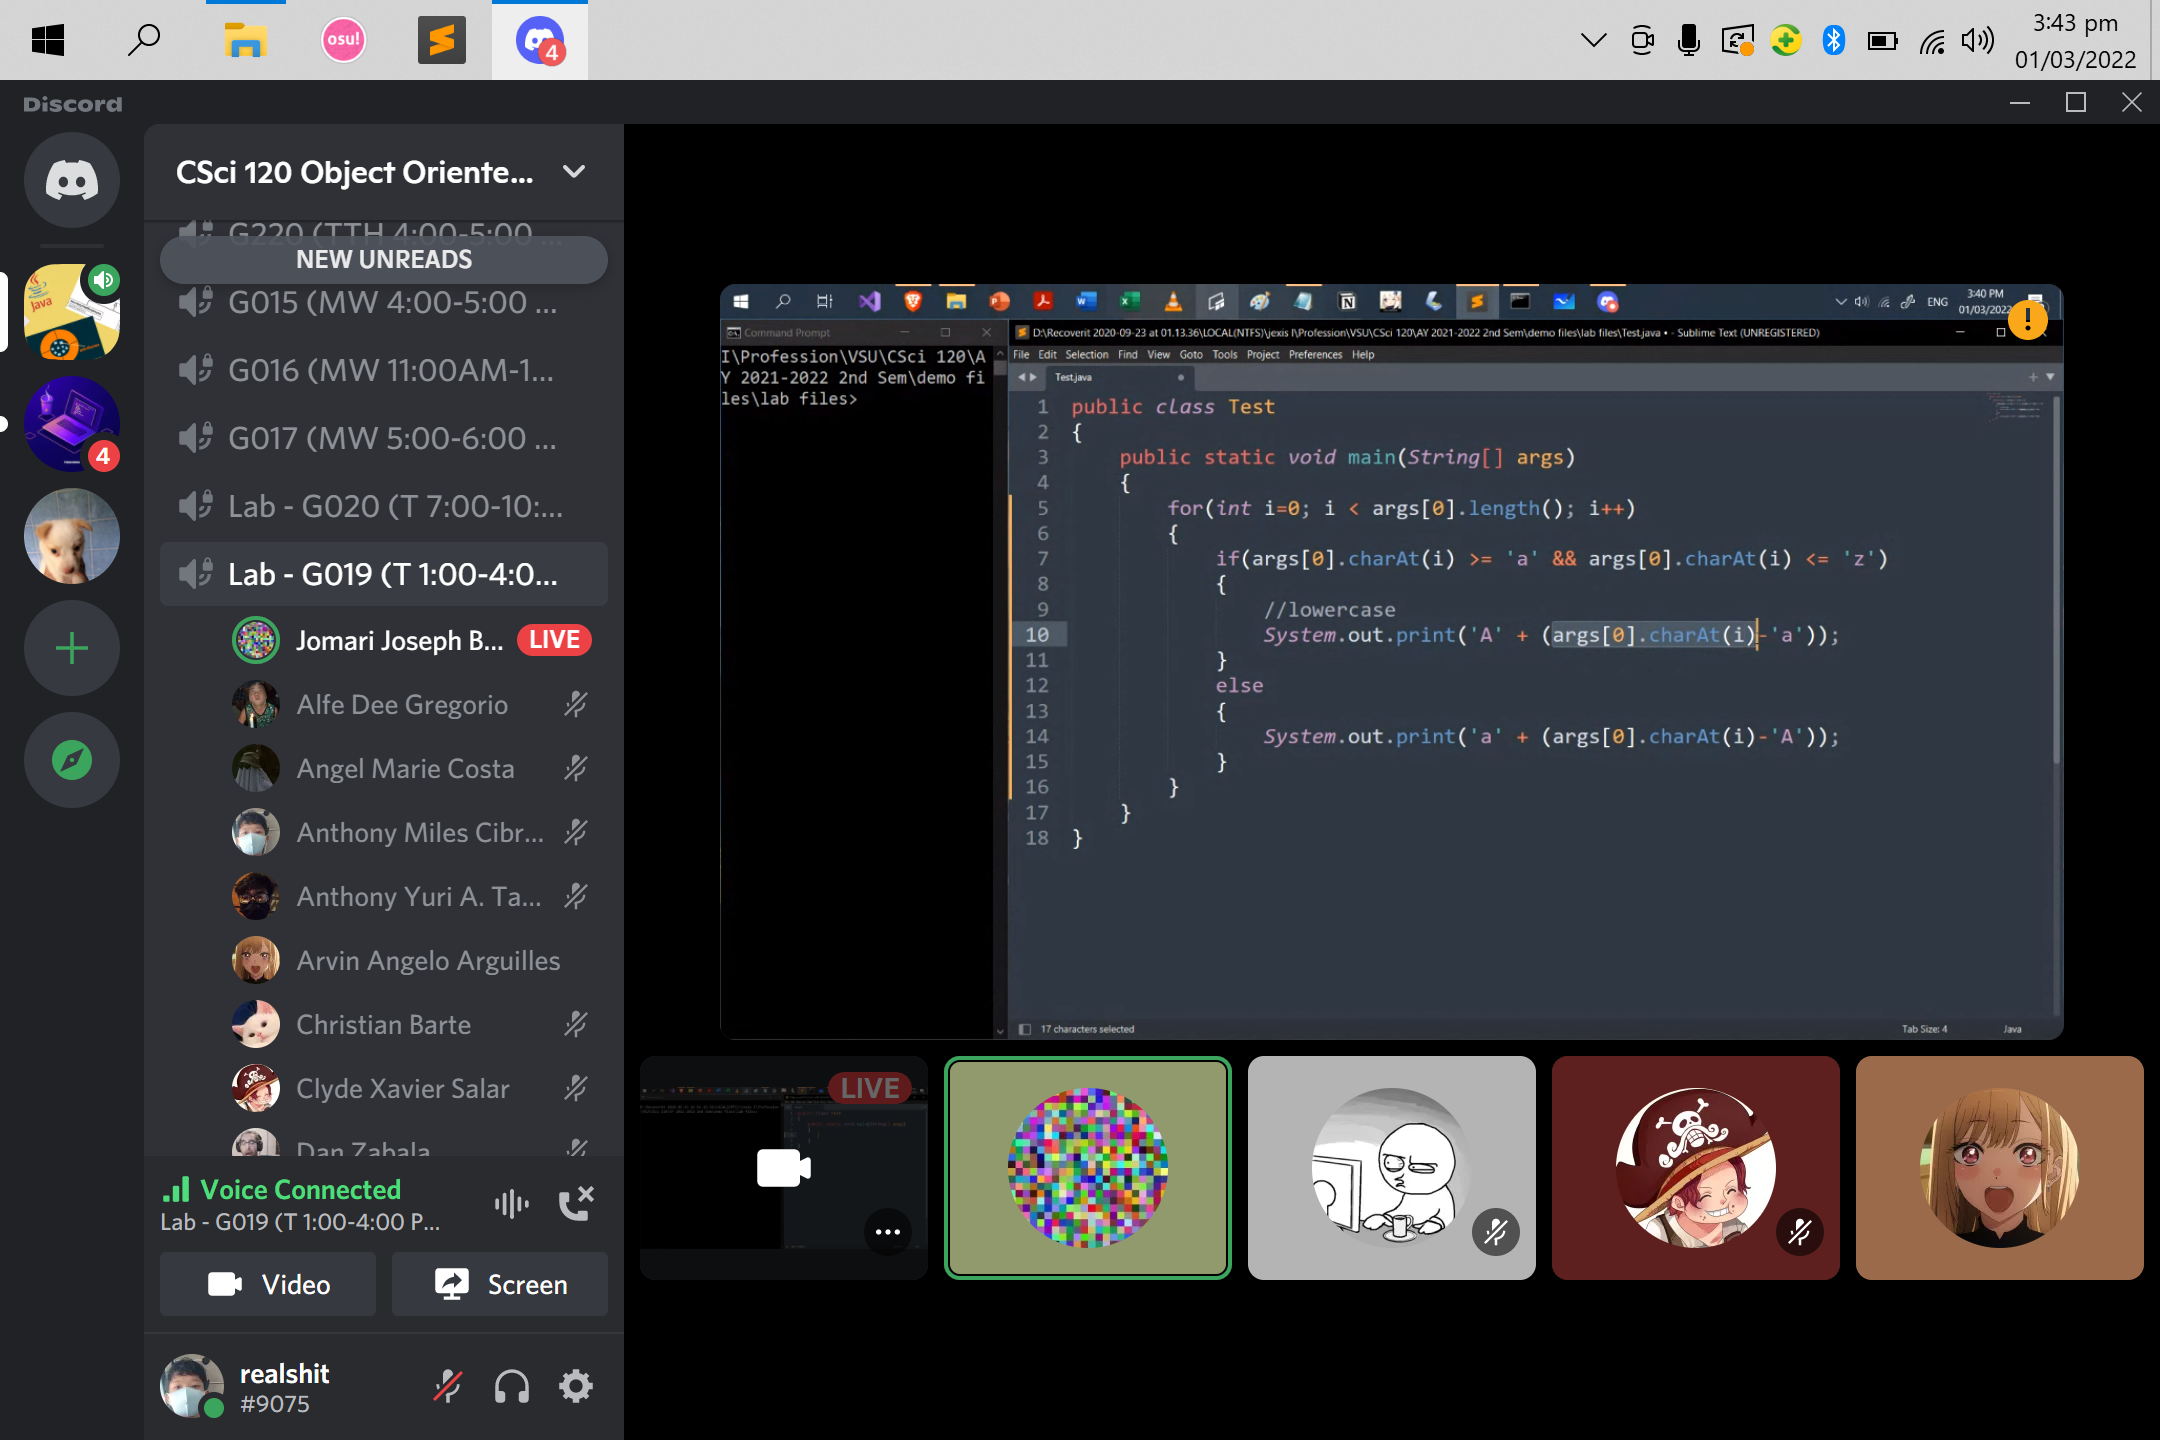 osu!
4
3:43 pm
01/03/2022
Discord
CSci 120 Object Oriente...
G220 (TTH 4:00-5:00 ...
NEW UNREADS
G015 (MW 4:00-5:00 ...
G016 (MW 11:00AM-1...
G017 (MW 5:00-6:00 ...
Lab - G020 (T 7:00-10:...
Lab - G019 (T 1:00-4:0...
Jomari Joseph B... LIVE
Alfe Dee Gregorio
Angel Marie Costa
Anthony Miles Cibr...
Anthony Yuri A. Ta...
Arvin Angelo Arguilles
Christian Barte
Clyde Xavier Salar
Dan Zabala
Java
4
Voice Connected
Lab - G019 (T 1:00-4:00 P...
Video
Screen
realshit
#9075
ENG
3:40 PM
01/03/2022
Command Prompt
I\Profession\VSU\CSci 120\A
Y 2021-2022 2nd Sem\demo fi
les\lab files>
D:\Recoverit 2020-09-23 at 01.13.36\LOCAL(NTFS)\jexis I\Profession\VSU\CSci 120\AY 2021-2022 2nd Sem\demo files\lab files\Test.java • - Sublime Text (UNREGISTERED)
File Edit Selection Find View Goto Tools Project Preferences Help
Test.java
1 public class Test
2 {
3 public static void main(String[] args)
4 {
5 for(int i=0; i < args[0].length(); i++)
6 {
7 if(args[0].charAt(i) >= 'a' && args[0].charAt(i) <= 'z')
8 {
9 //lowercase
10 System.out.print('A' + (args[0].charAt(i)-'a'));
11 }
12 else
13 {
14 System.out.print('a' + (args[0].charAt(i)-'A'));
15 }
16 }
17 }
18 }
17 characters selected
Tab Size: 4
Java
LIVE